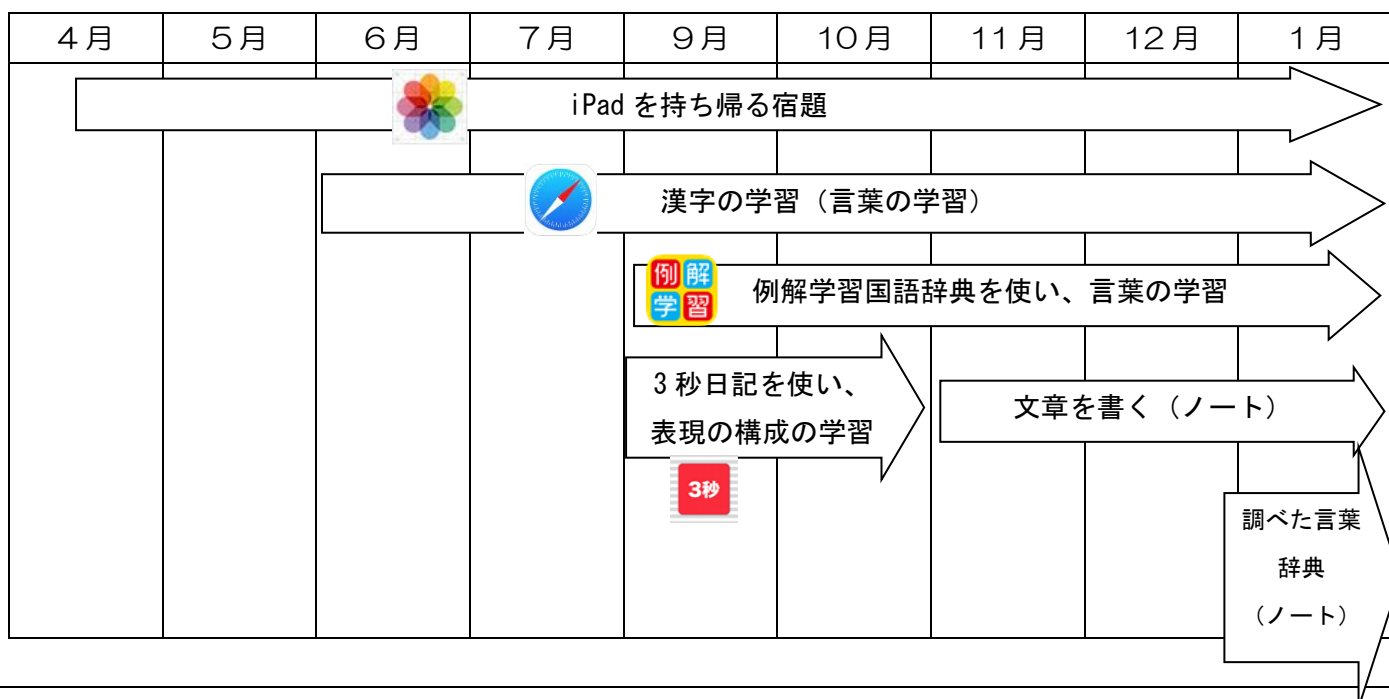 4月 5月 6月 7月 9月 10月 11月 12月 1月
iPadを持ち帰る宿題
漢字の学習（言葉の学習）
例解
学習
例解学習国語辞典を使い、言葉の学習
3秒日記を使い、
表現の構成の学習
3秒
文章を書く（ノート）
調べた言葉
辞典
（ノート）